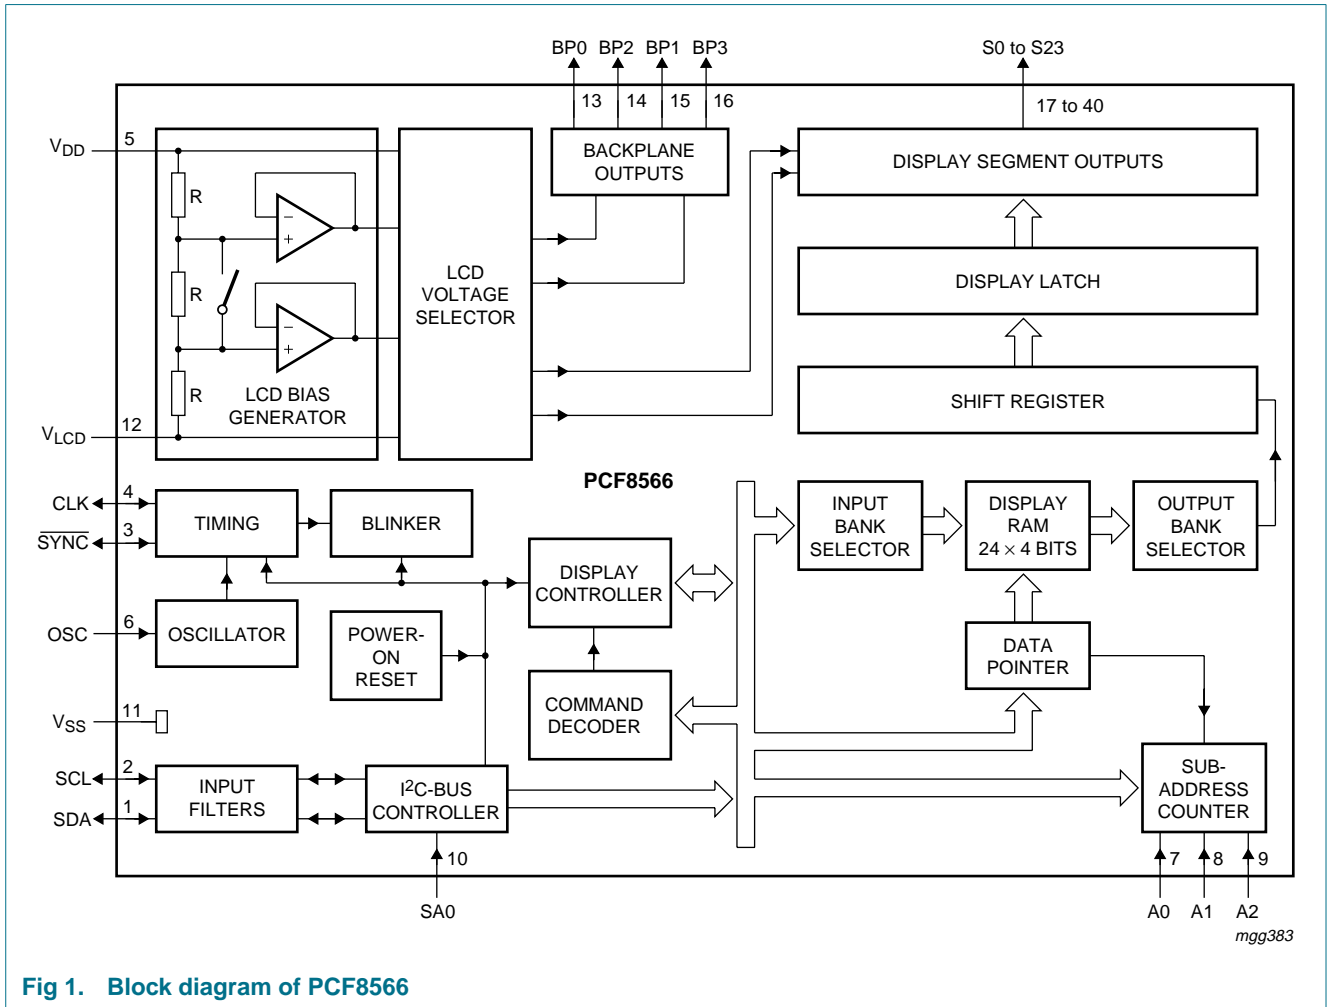 BP0 BP2 BP1 BP3 S0 to S23
13 14 15 16 17 to 40
VDD 5
BACKPLANE
OUTPUTS
DISPLAY SEGMENT OUTPUTS
R
−
+
R
LCD
VOLTAGE
SELECTOR
DISPLAY LATCH
−
+
R
LCD BIAS
GENERATOR
SHIFT REGISTER
VLCD 12
PCF8566
CLK 4
SYNC 3
TIMING
BLINKER
INPUT
BANK
SELECTOR
DISPLAY
RAM
24 × 4 BITS
OUTPUT
BANK
SELECTOR
DISPLAY
CONTROLLER
OSC 6
OSCILLATOR
POWER-
ON
RESET
DATA
POINTER
VSS 11
COMMAND
DECODER
SCL 2
SDA 1
INPUT
FILTERS
I2C-BUS
CONTROLLER
SUB-
ADDRESS
COUNTER
10 7 8 9
SA0 A0 A1 A2
mgg383
Fig 1. Block diagram of PCF8566